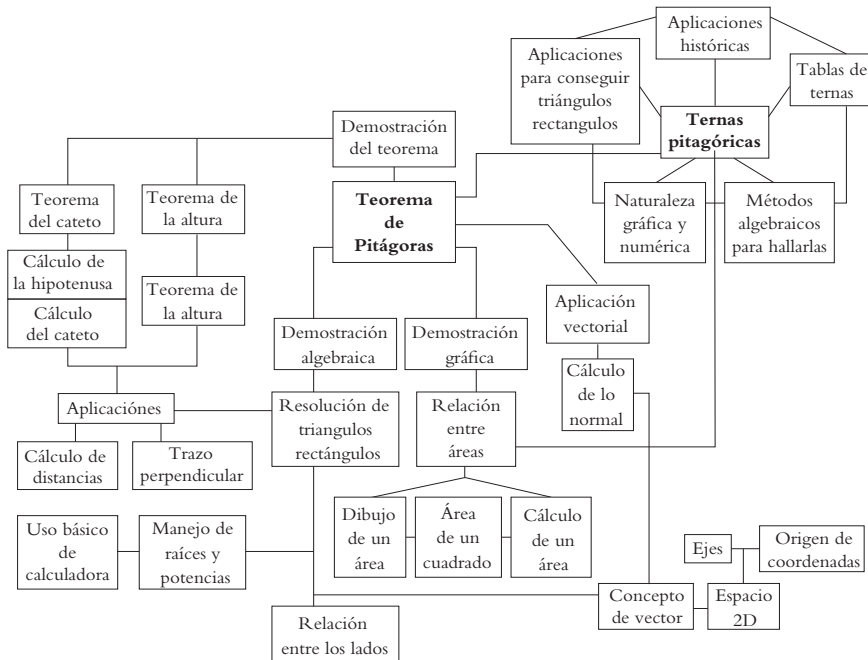 Aplicaciones
históricas
Aplicaciones
para conseguir
triángulos
rectangulos
Tablas de
ternas
Ternas
pitagóricas
Demostración
del teorema
Teorema
del cateto
Teorema de
la altura
Teorema
de
Pitágoras
Naturaleza
gráfica y
numérica
Métodos
algebraicos
para hallarlas
Cálculo de
la hipotenusa
Cálculo
del cateto
Teorema de
la altura
Aplicación
vectorial
Demostración
algebraica
Demostración
gráfica
Cálculo
de lo
normal
Aplicaciónes
Resolución de
triangulos
rectángulos
Relación
entre
áreas
Cálculo de
distancias
Trazo
perpendicular
Dibujo
de un
área
Área
de un
cuadrado
Cálculo
de un
área
Uso básico
de
calculadora
Manejo de
raíces y
potencias
Ejes
Origen de
coordenadas
Concepto
de vector
Espacio
2D
Relación
entre los lados